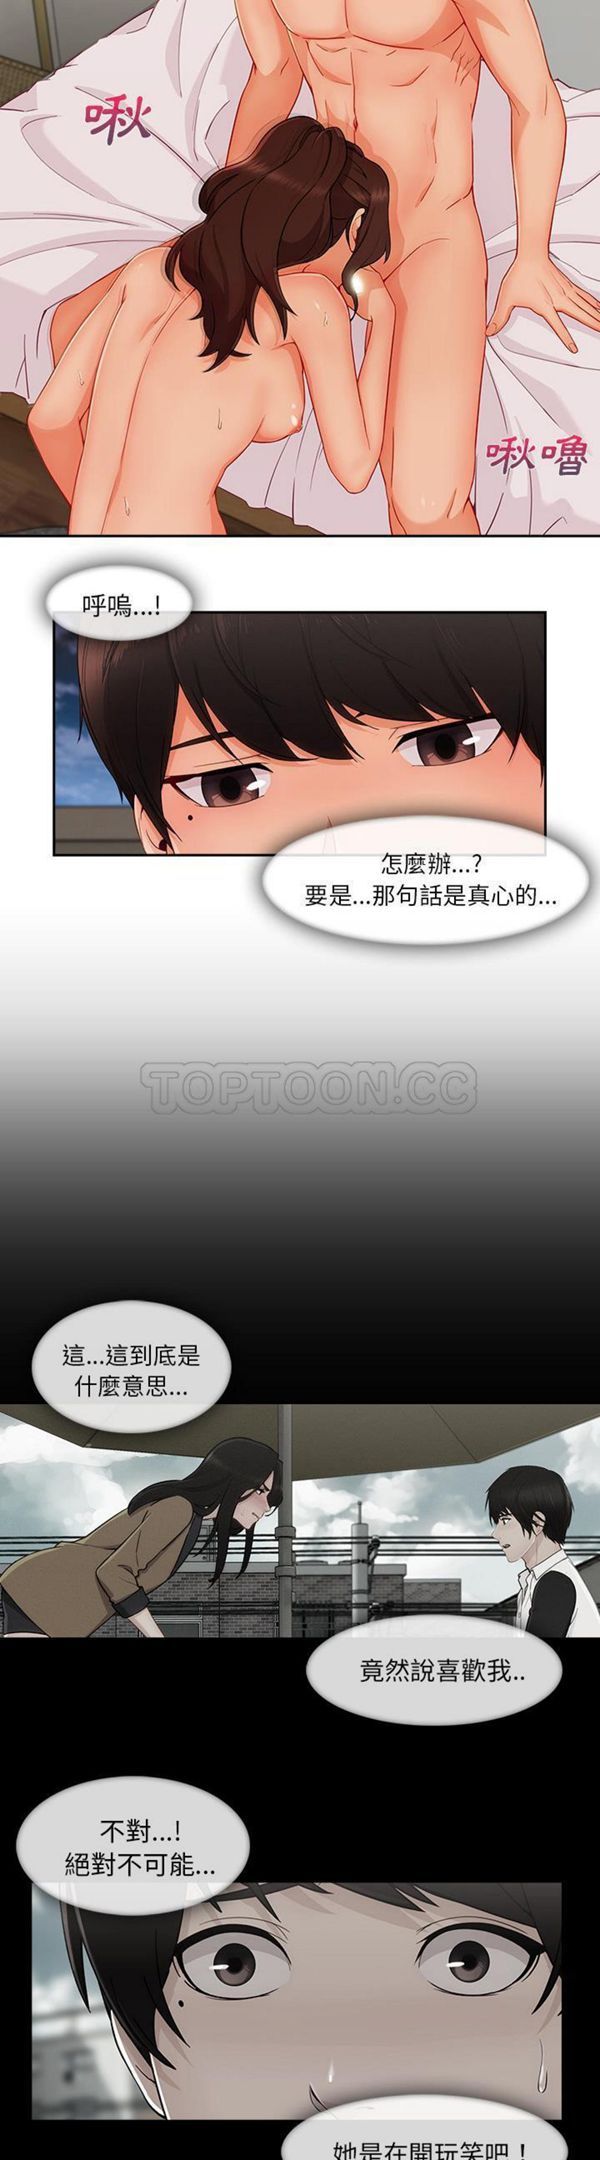 啾
啾嚕
呼嗚...!
怎麼辦...?
要是...那句話是真心的...
TOPTOON.CC
這...這到底是
什麼意思...
竟然說喜歡我..
不對...!
絕對不可能...
她是在開玩笑吧!